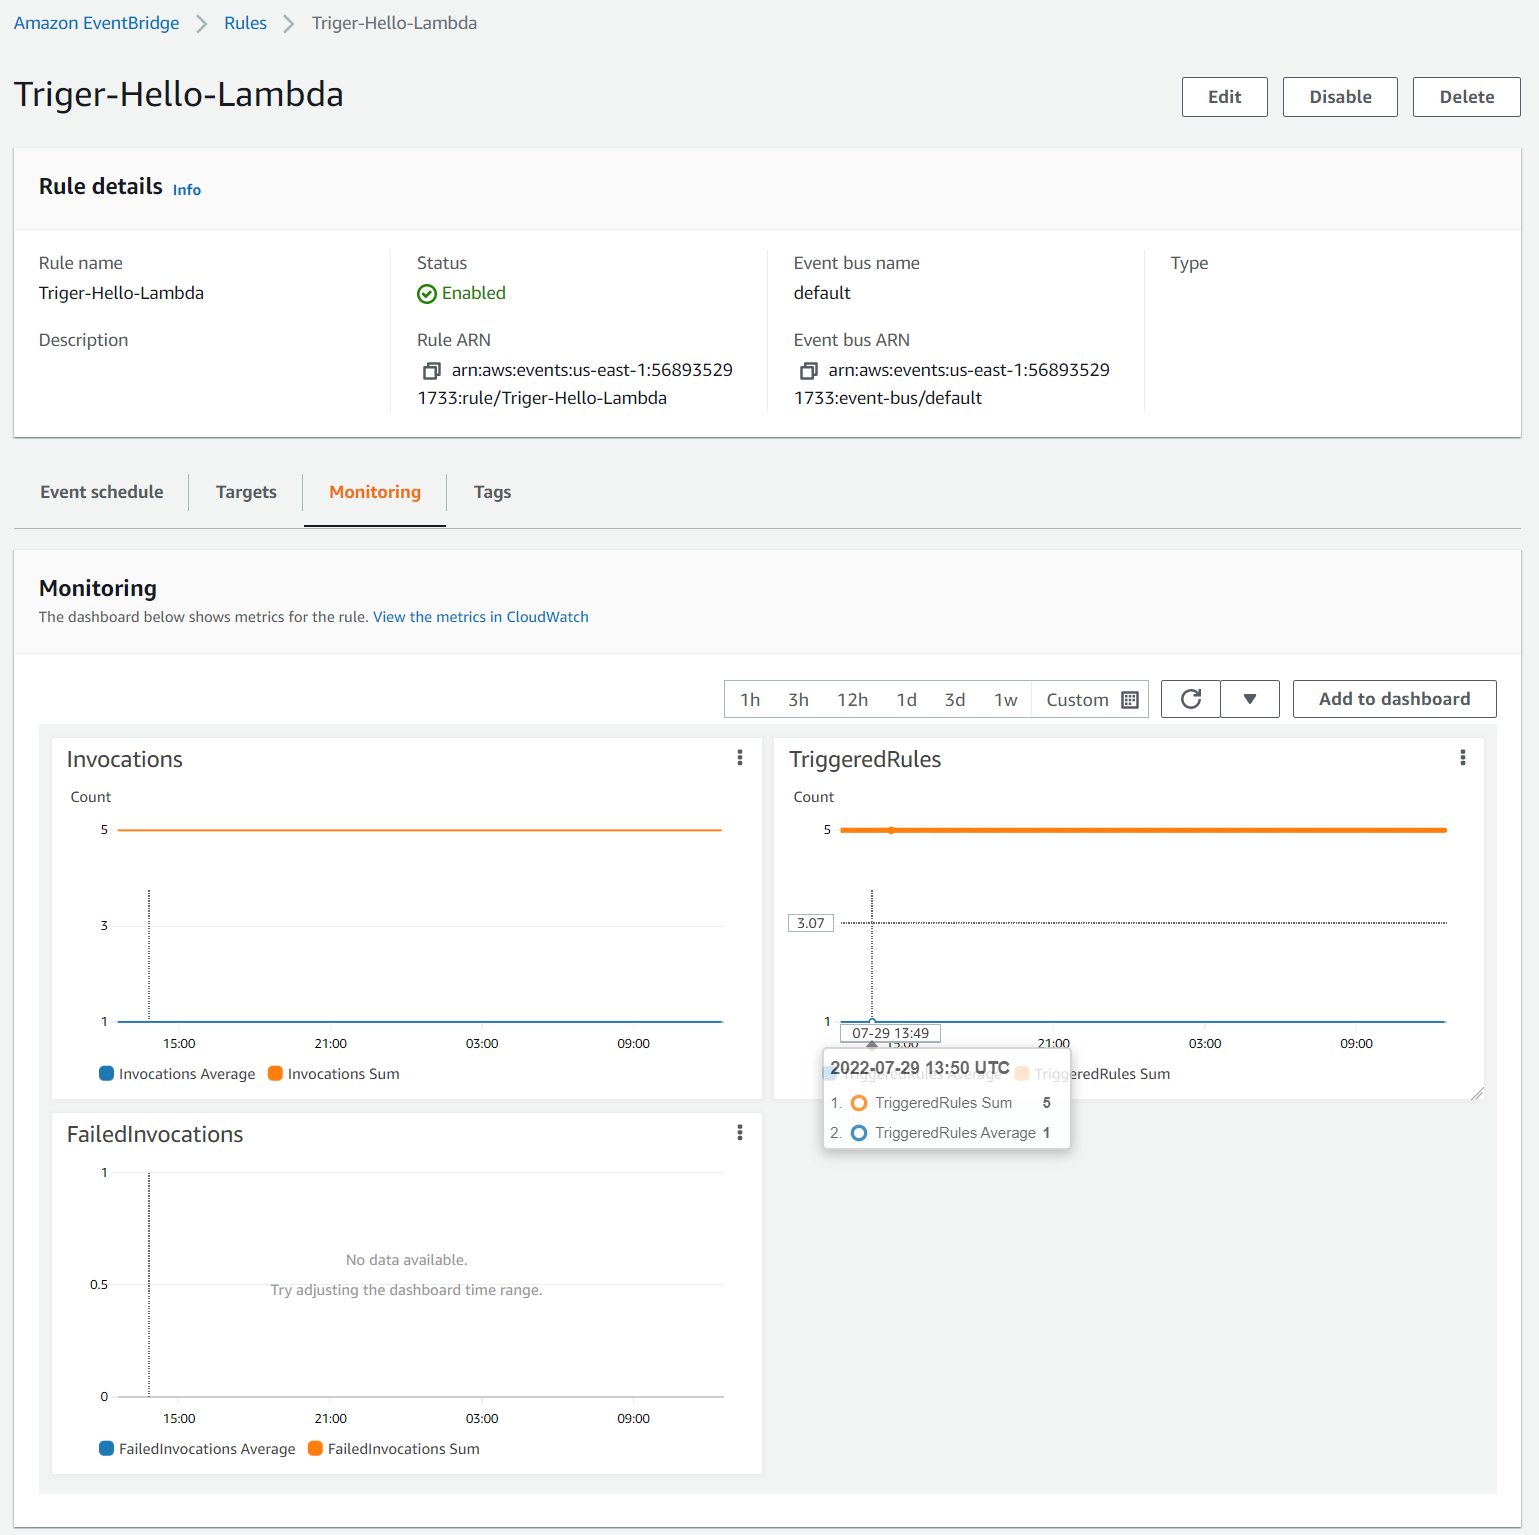 Amazon EventBridge > Rules > Triger-Hello-Lambda
Triger-Hello-Lambda
Edit Disable Delete
Rule details Info
Rule name
Triger-Hello-Lambda
Description
Status
Enabled
Rule ARN
arn:aws:events:us-east-1:56893529
1733:rule/Triger-Hello-Lambda
Event bus name
default
Event bus ARN
arn:aws:events:us-east-1:56893529
1733:event-bus/default
Type
Event schedule Targets Monitoring Tags
Monitoring
The dashboard below shows metrics for the rule. View the metrics in CloudWatch
1h 3h 12h 1d 3d 1w Custom Add to dashboard
Invocations
Count
5
3
1
15:00 21:00 03:00 09:00
Invocations Average Invocations Sum
TriggeredRules
Count
5
3.07
1
07-29 13:49
15:00 21:00 03:00 09:00
TriggeredRules Average TriggeredRules Sum
2022-07-29 13:50 UTC
1. TriggeredRules Sum 5
2. TriggeredRules Average 1
FailedInvocations
1
0.5
0
No data available.
Try adjusting the dashboard time range.
15:00 21:00 03:00 09:00
FailedInvocations Average FailedInvocations Sum